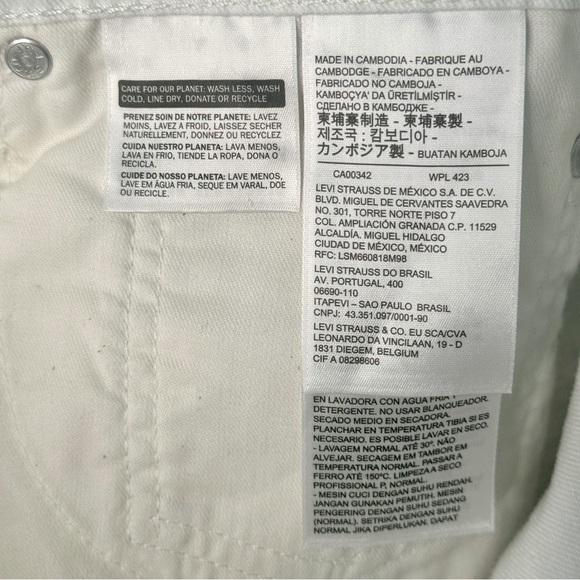 CARE FOR OUR PLANET: WASH LESS, WASH
COLD, LINE DRY, DONATE OR RECYCLE
PRENEZ SOIN DE NOTRE PLANETE: LAVEZ
MOINS, LAVEZ A FROID, LAISSEZ SECHER
NATURELLEMENT, DONNEZ OU RECYCLEZ
CUIDA NUESTRO PLANETA: LAVA MENOS,
LAVA EN FRIO, TIENDE LA ROPA, DONA O
RECICLA.
CUIDE DO NOSSO PLANETA: LAVE MENOS,
LAVE EM ÁGUA FRIA, SEQUE EM VARAL, DOE
OU RECICLE.
MADE IN CAMBODIA - FABRIQUE AU
CAMBODGE - FABRICADO EN CAMBOYA -
FABRICADO NO CAMBOJA -
KAMBOÇYA' DA ÜRETİLMİŞTİR -
СДЕЛАНО В КАМБОДЖЕ -
柬埔寨制造 - 柬埔寨製 -
제조국 : 캄보디아 -
カンボジア製 - BUATAN KAMBOJA
CA00342 WPL 423
LEVI STRAUSS DE MÉXICO S.A. DE C.V.
BLVD. MIGUEL DE CERVANTES SAAVEDRA
NO. 301, TORRE NORTE PISO 7
COL. AMPLIACIÓN GRANADA C.P. 11529
ALCALDÍA. MIGUEL HIDALGO
CIUDAD DE MÉXICO, MÉXICO
RFC: LSM660818M98
LEVI STRAUSS DO BRASIL
AV. PORTUGAL, 400
06690-110
ITAPEVI – SAO PAULO BRASIL
CNPJ: 43.351.097/0001-90
LEVI STRAUSS & CO. EU SCA/CVA
LEONARDO DA VINCILAAN, 19 - D
1831 DIEGEM, BELGIUM
CIF A 08298606
EN LAVADORA CON AGUA FRIA Y
DETERGENTE. NO USAR BLANQUEADOR.
SECADO MEDIO EN SECADORA.
PLANCHAR EN TEMPERATURA TIBIA SI ES
NECESARIO. ES POSIBLE LAVAR EN SECO.
- LAVAGEM NORMAL ATÉ 30º. NÃO
ALVEJAR. SECAGEM EM TAMBOR EM
TEMPERATURA NORMAL. PASSAR A
FERRO ATÉ 150ºC. LIMPEZA A SECO
PROFISSIONAL P, NORMAL.
- MESIN CUCI DENGAN SUHU RENDAH.
JANGAN GUNAKAN PEMUTIH. MESIN
PENGERING DENGAN SUHU SEDANG
(NORMAL). SETRIKA DENGAN SUHU
NORMAL JIKA DIPERLUKAN. DAPAT